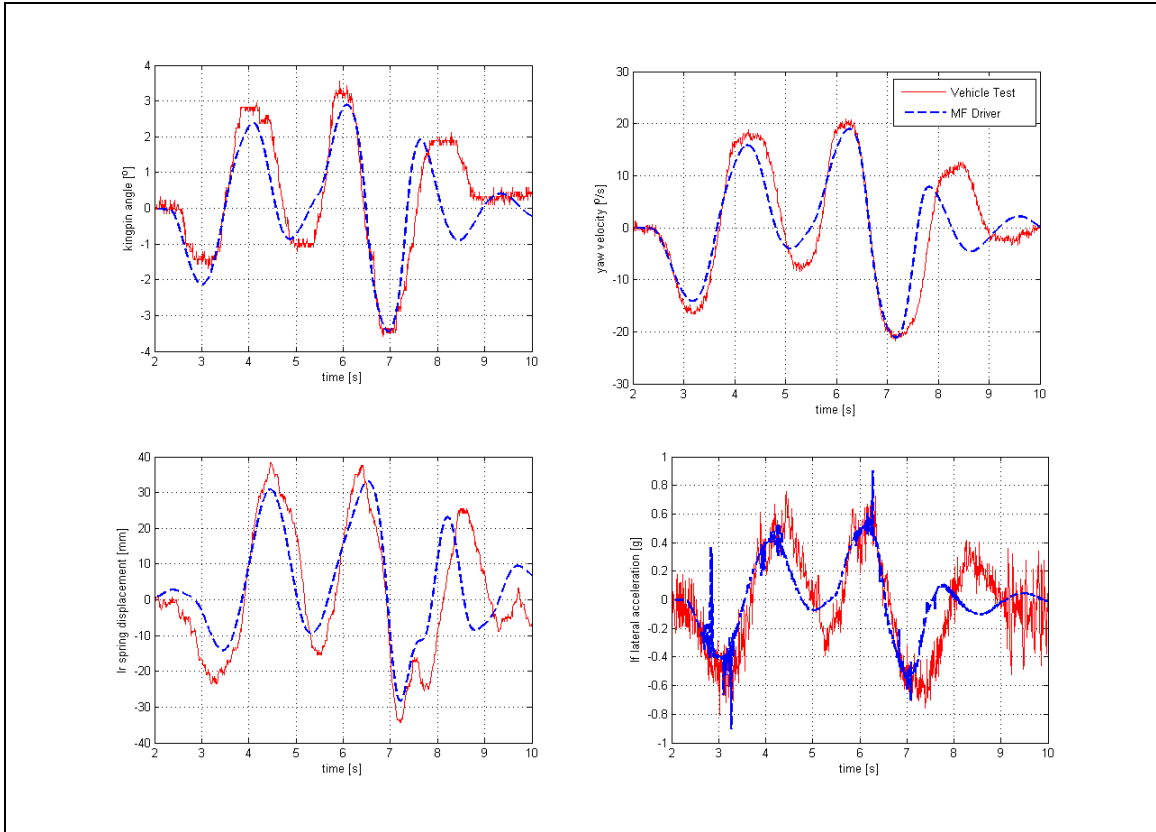 4
3
2
1
0
-1
-2
-3
-4
kingpin angle [º]
2 3 4 5 6 7 8 9 10
time [s]
30
20
10
0
-10
-20
-30
yaw velocity [º/s]
Vehicle Test
MF Driver
2 3 4 5 6 7 8 9 10
time [s]
40
30
20
10
0
-10
-20
-30
-40
lr spring displacement [mm]
2 3 4 5 6 7 8 9 10
time [s]
1
0.8
0.6
0.4
0.2
0
-0.2
-0.4
-0.6
-0.8
-1
lf lateral acceleration [g]
2 3 4 5 6 7 8 9 10
time [s]